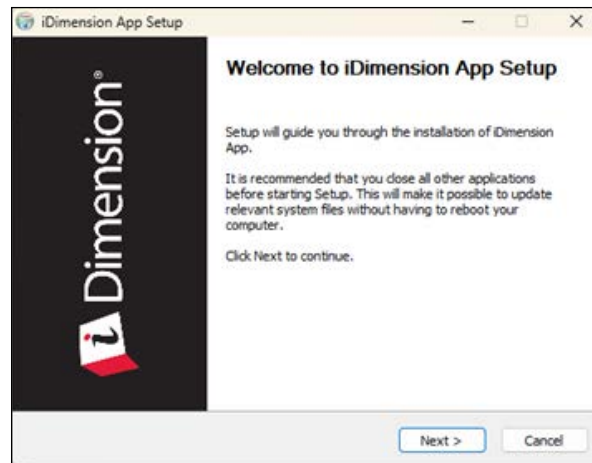 iDimension App Setup
iDimension®
Welcome to iDimension App Setup
Setup will guide you through the installation of iDimension
App.
It is recommended that you close all other applications
before starting Setup. This will make it possible to update
relevant system files without having to reboot your
computer.
Click Next to continue.
Next >
Cancel